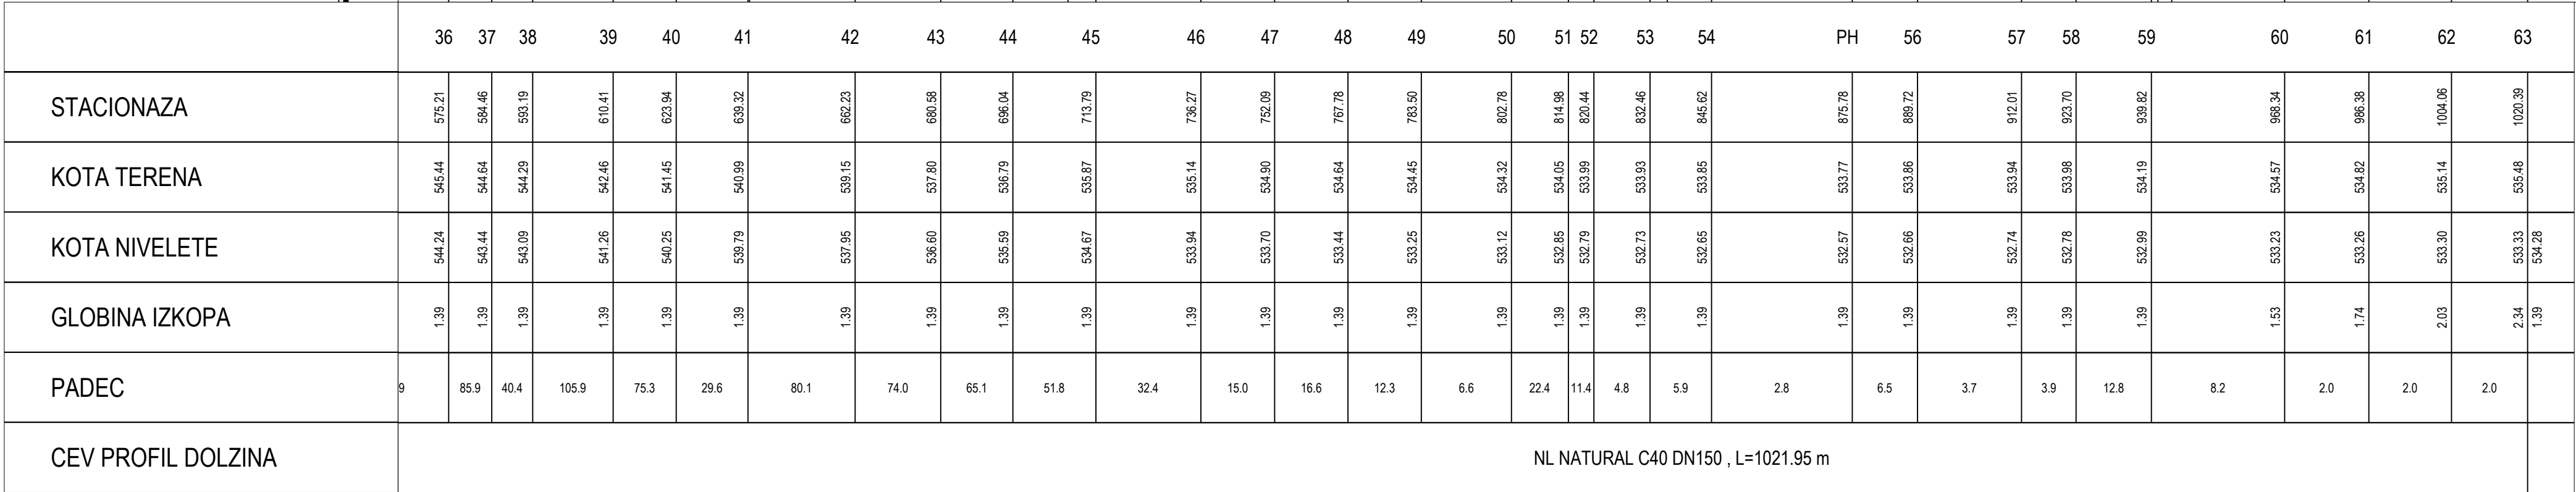 36 37 38 39 40 41 42 43 44 45 46 47 48 49 50 51 52 53 54 PH 56 57 58 59 60 61 62 63
STACIONAZA 575.21 584.46 593.19 610.41 623.94 639.32 662.23 680.58 696.04 713.79 736.27 752.09 767.78 783.50 802.78 814.98 820.44 832.46 845.62 875.78 889.72 912.01 923.70 939.82 968.34 986.38 1004.06 1020.39
KOTA TERENA 545.44 544.64 544.29 542.46 541.45 540.99 539.15 537.80 536.79 535.87 535.14 534.90 534.64 534.45 534.32 534.05 533.99 533.93 533.85 533.77 533.86 533.94 533.98 534.19 534.57 534.82 535.14 535.48
KOTA NIVELETE 544.24 543.44 543.09 541.26 540.25 539.79 537.95 536.60 535.59 534.67 533.94 533.70 533.44 533.25 533.12 532.85 532.79 532.73 532.65 532.57 532.66 532.74 532.78 532.99 533.23 533.26 533.30 533.33 534.28
GLOBINA IZKOPA 1.39 1.39 1.39 1.39 1.39 1.39 1.39 1.39 1.39 1.39 1.39 1.39 1.39 1.39 1.39 1.39 1.39 1.39 1.39 1.39 1.39 1.39 1.39 1.39 1.53 1.74 2.03 2.34 1.39
PADEC 9 85.9 40.4 105.9 75.3 29.6 80.1 74.0 65.1 51.8 32.4 15.0 16.6 12.3 6.6 22.4 11.4 4.8 5.9 2.8 6.5 3.7 3.9 12.8 8.2 2.0 2.0 2.0
CEV PROFIL DOLZINA NL NATURAL C40 DN150 , L=1021.95 m